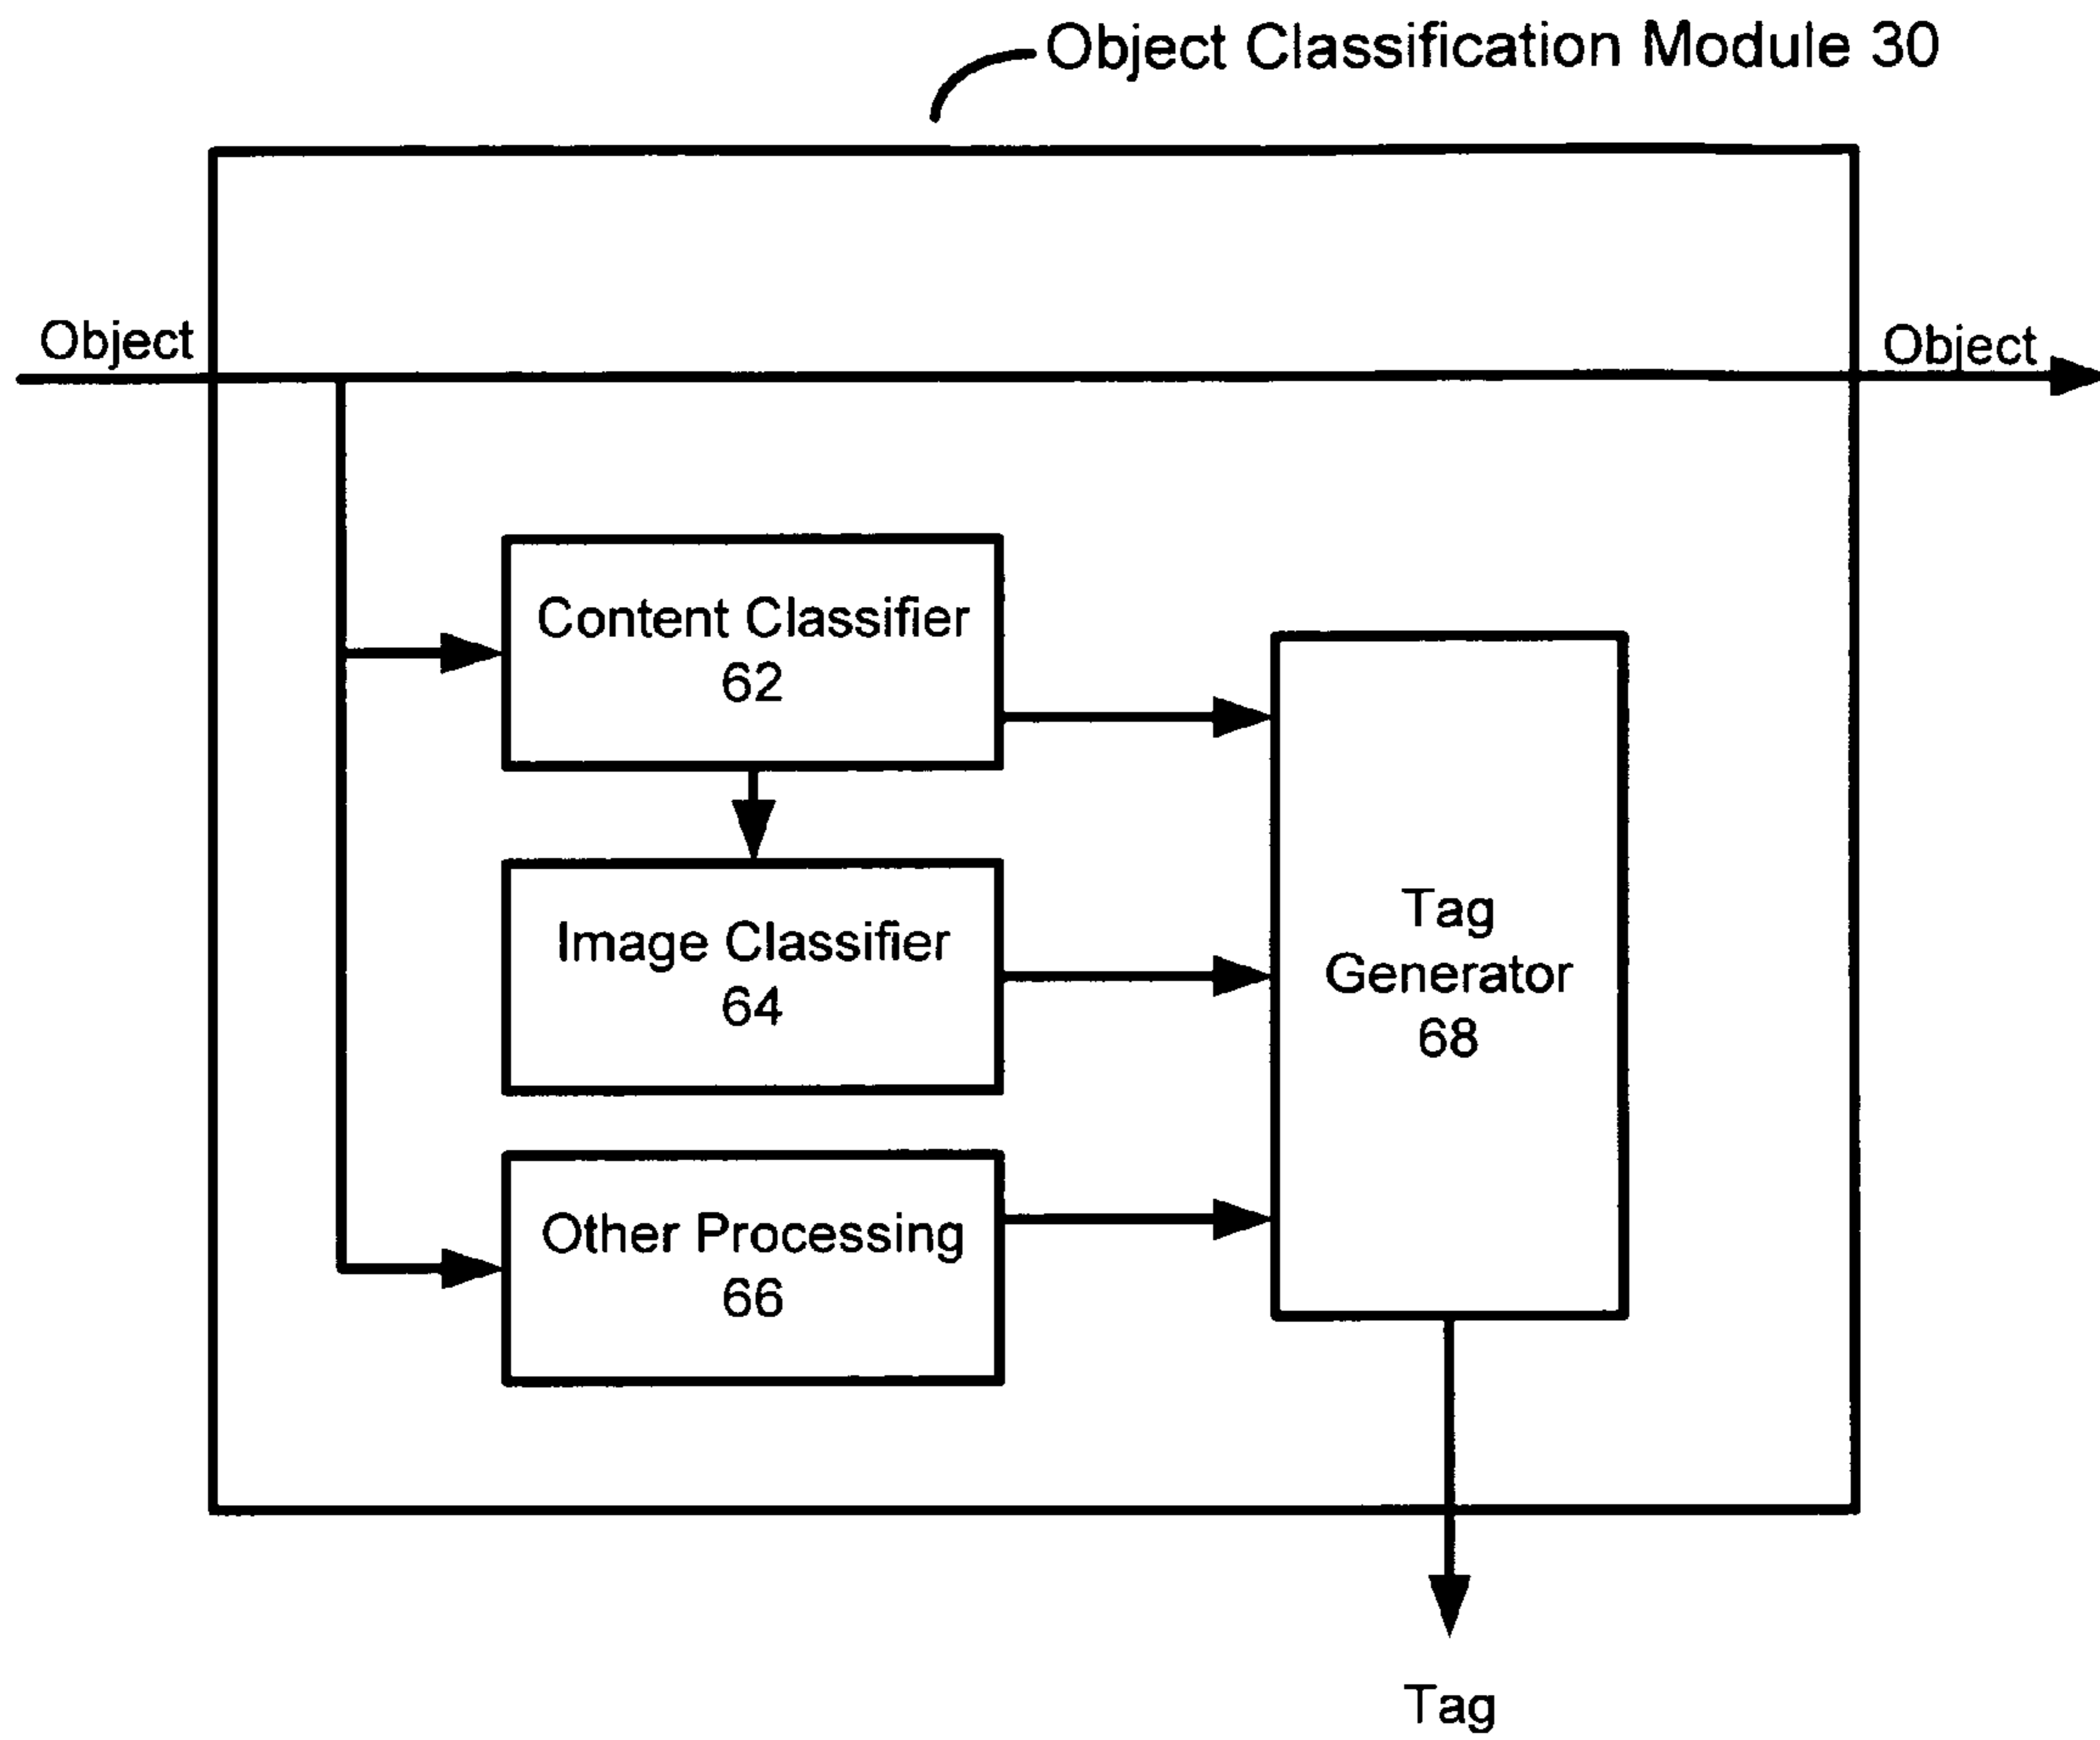 Object Classification Module 30
Object
Object
Content Classifier
62
Image Classifier
64
Other Processing
66
Tag
Generator
68
Tag